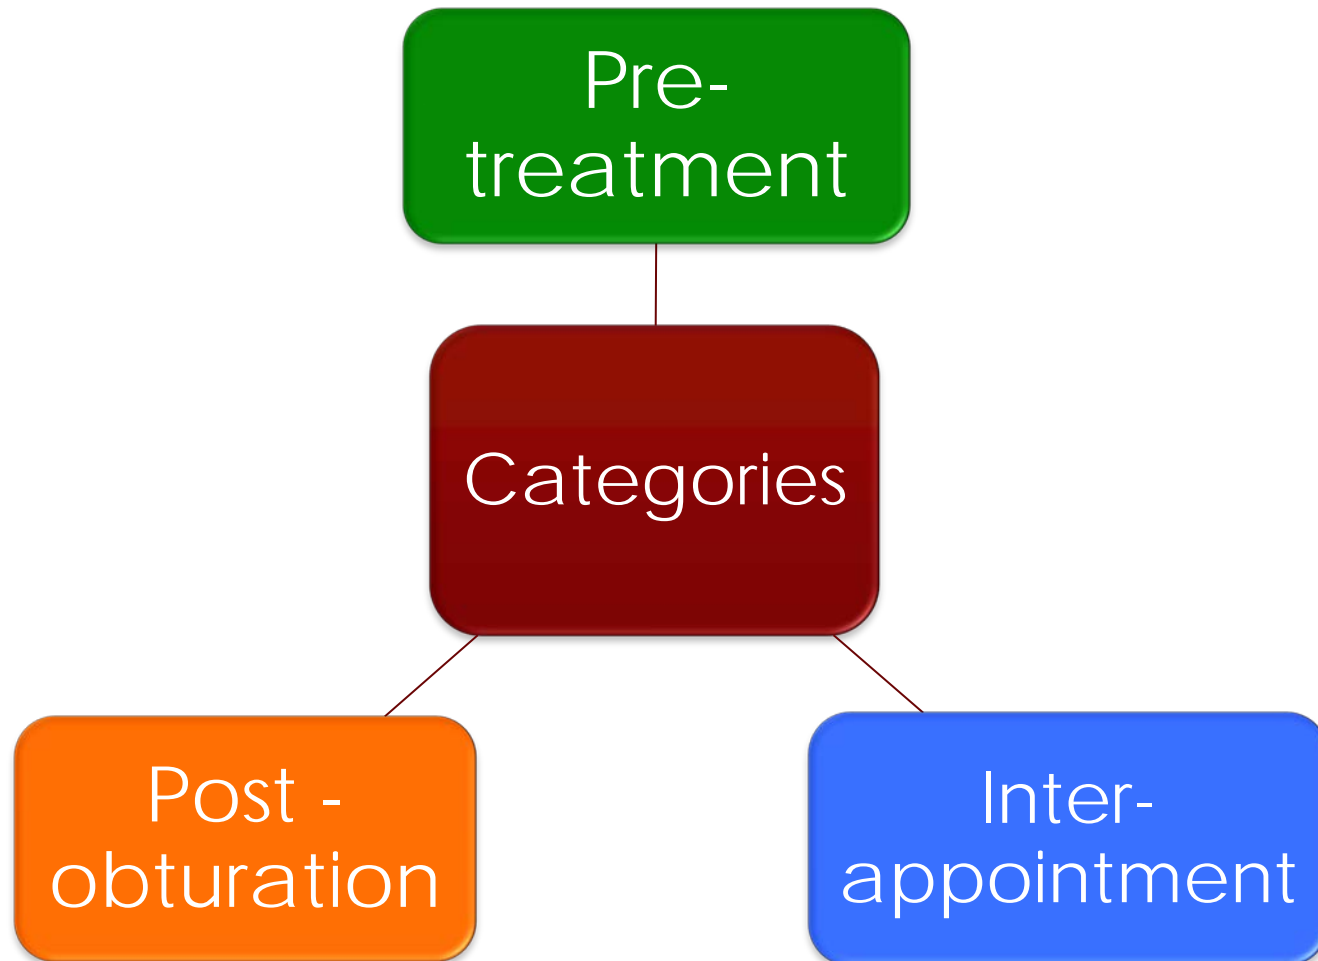 Pre-
treatment
Categories
Post -
obturation
Inter-
appointment